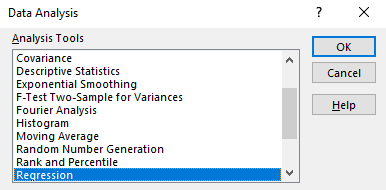 Data Analysis
? ×
Analysis Tools
OK
Covariance
Descriptive Statistics
Cancel
Exponential Smoothing
F-Test Two-Sample for Variances
Fourier Analysis
Help
Histogram
Moving Average
Random Number Generation
Rank and Percentile
Regression